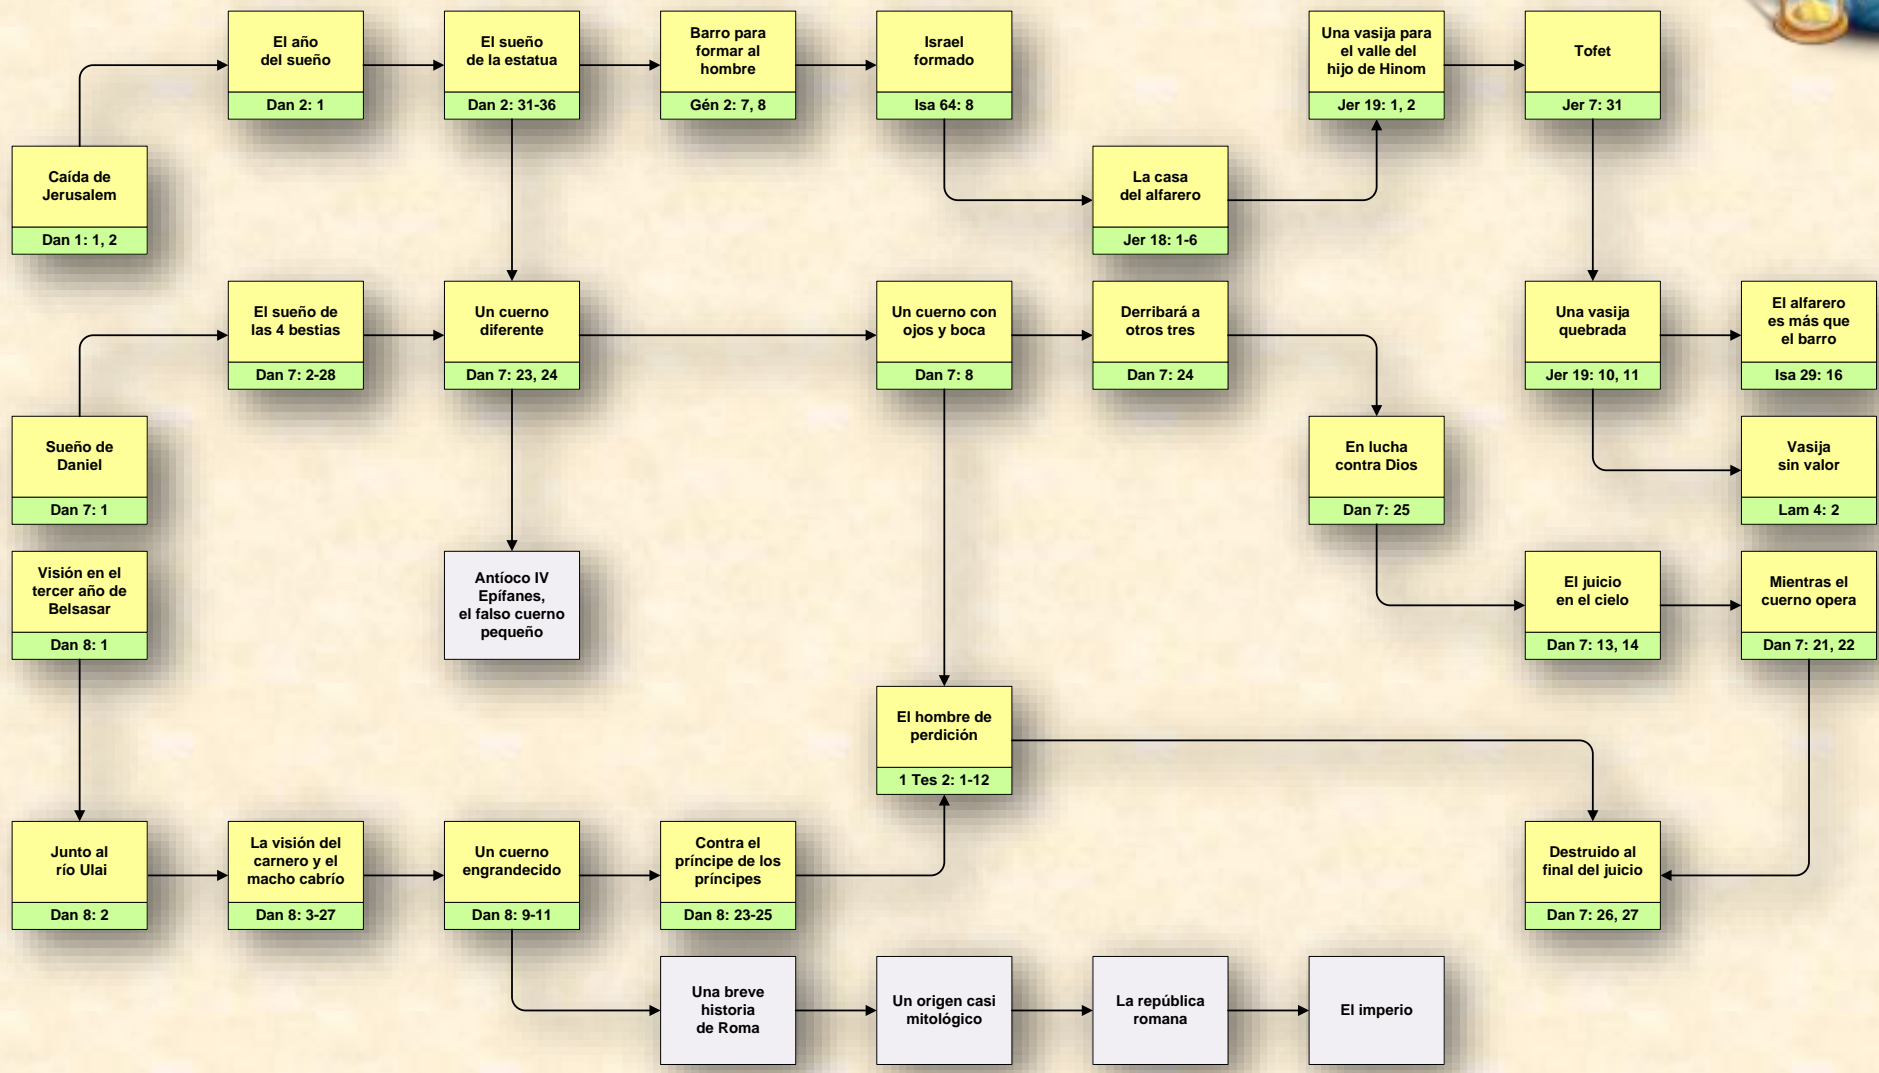 El año
del sueño
Dan 2: 1
El sueño
de la estatua
Dan 2: 31-36
Barro para
formar al
hombre
Gén 2: 7, 8
Israel
formado
Isa 64: 8
Una vasija para
el valle del
hijo de Hinom
Jer 19: 1, 2
Tofet
Jer 7: 31
Caída de
Jerusalem
Dan 1: 1, 2
La casa
del alfarero
Jer 18: 1-6
El sueño de
las 4 bestias
Dan 7: 2-28
Un cuerno
diferente
Dan 7: 23, 24
Un cuerno con
ojos y boca
Dan 7: 8
Derribará a
otros tres
Dan 7: 24
Una vasija
quebrada
Jer 19: 10, 11
El alfarero
es más que
el barro
Isa 29: 16
Sueño de
Daniel
Dan 7: 1
En lucha
contra Dios
Dan 7: 25
Vasija
sin valor
Lam 4: 2
Visión en el
tercer año de
Belsasar
Dan 8: 1
Antíoco IV
Epífanes,
el falso cuerno
pequeño
El juicio
en el cielo
Dan 7: 13, 14
Mientras el
cuerno opera
Dan 7: 21, 22
El hombre de
perdición
1 Tes 2: 1-12
Junto al
río Ulai
Dan 8: 2
La visión del
carnero y el
macho cabrío
Dan 8: 3-27
Un cuerno
engrandecido
Dan 8: 9-11
Contra el
príncipe de los
príncipes
Dan 8: 23-25
Destruido al
final del juicio
Dan 7: 26, 27
Una breve
historia
de Roma
Un origen casi
mitológico
La república
romana
El imperio